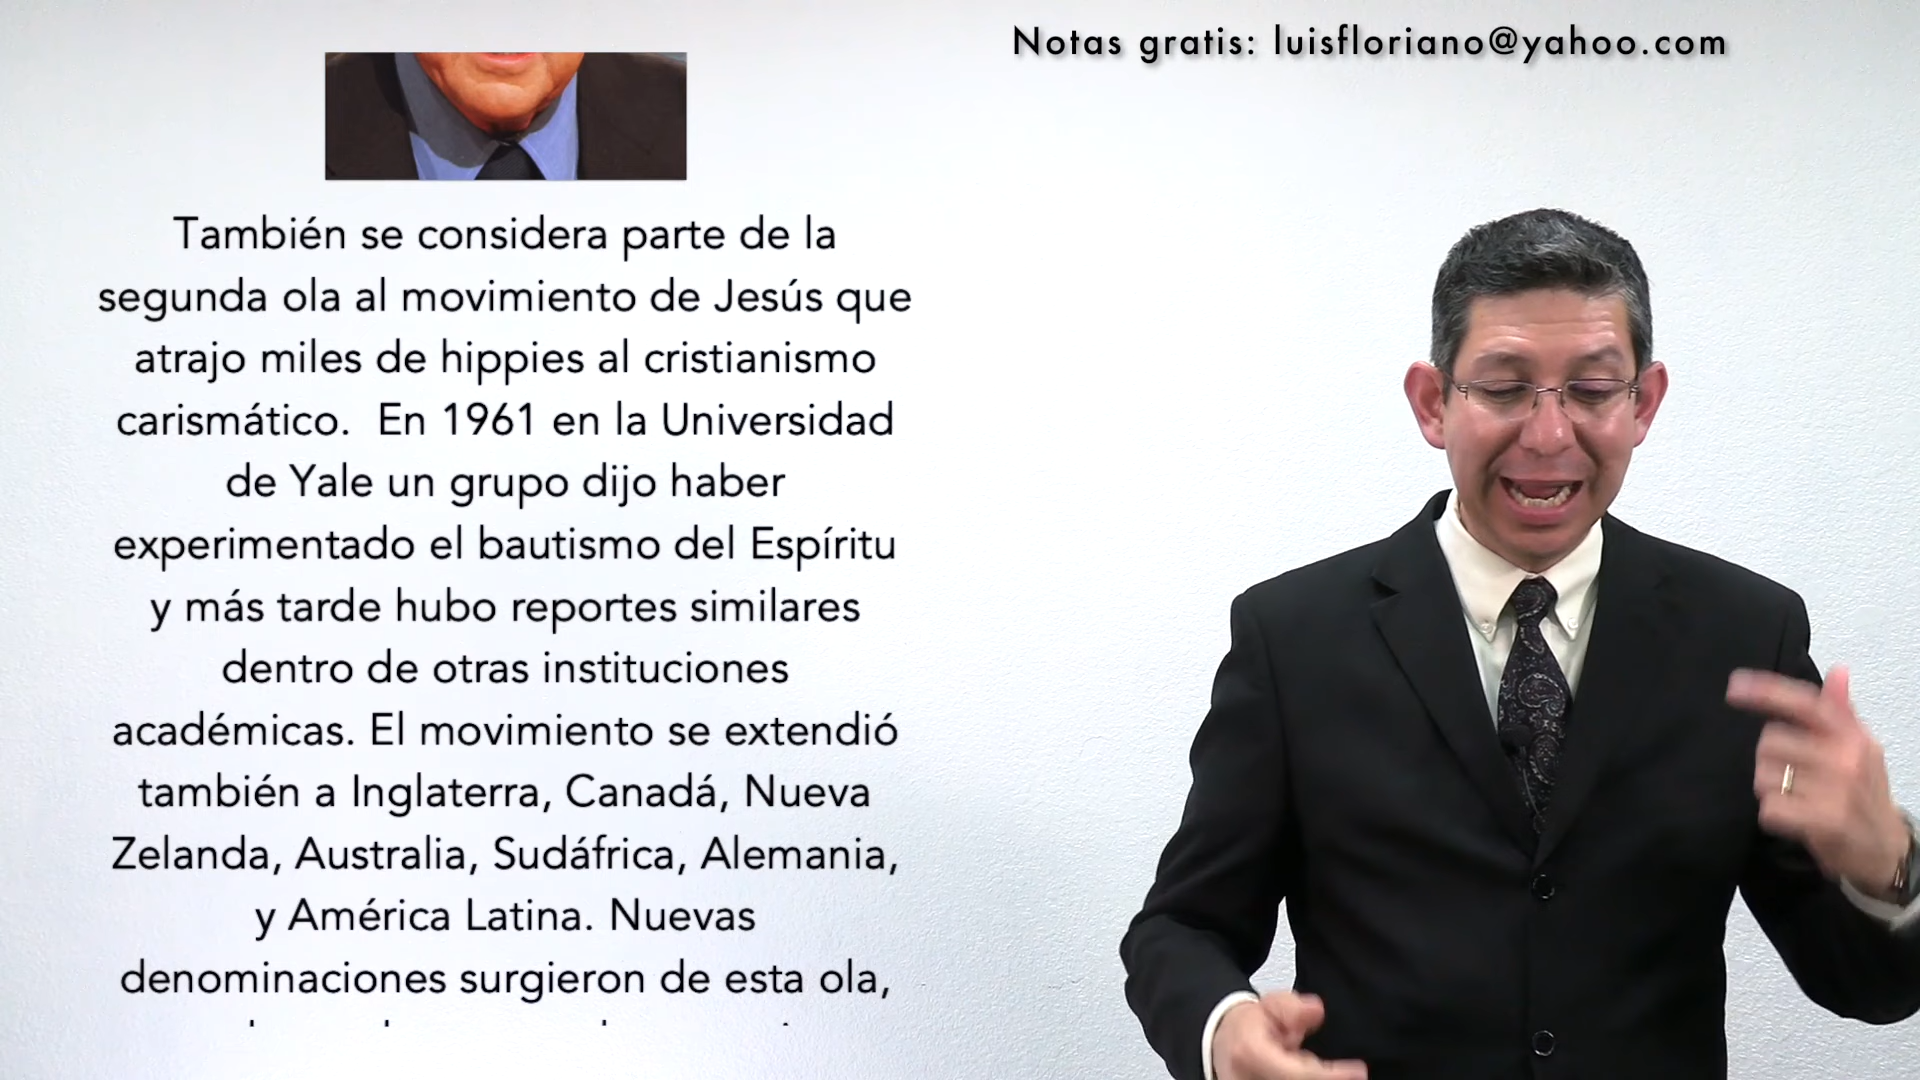 Notas gratis: luisfloriano@yahoo.com
También se considera parte de la
segunda ola al movimiento de Jesús que
atrajo miles de hippies al cristianismo
carismático.  En 1961 en la Universidad
de Yale un grupo dijo haber
experimentado el bautismo del Espíritu
y más tarde hubo reportes similares
dentro de otras instituciones
académicas. El movimiento se extendió
también a Inglaterra, Canadá, Nueva
Zelanda, Australia, Sudáfrica, Alemania,
y América Latina. Nuevas
denominaciones surgieron de esta ola,